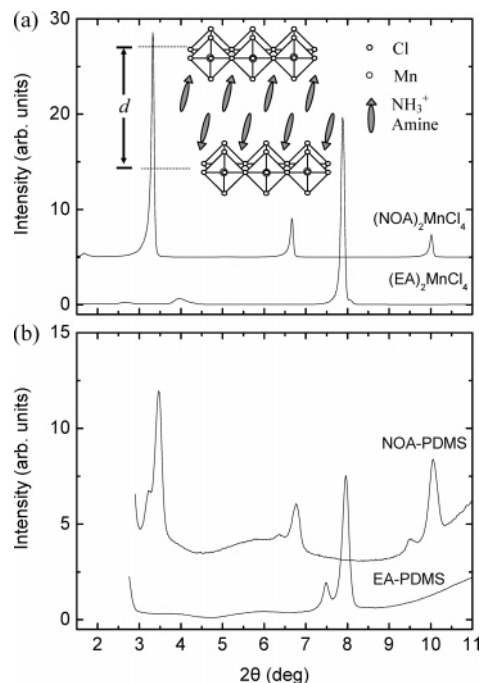 (a)
30
20
10
0
Intensity (arb. units)
d
Cl
Mn
NH₃⁺
Amine
(NOA)₂MnCl₄
(EA)₂MnCl₄
(b)
15
10
5
0
Intensity (arb. units)
NOA-PDMS
EA-PDMS
2 3 4 5 6 7 8 9 10 11
2θ (deg)